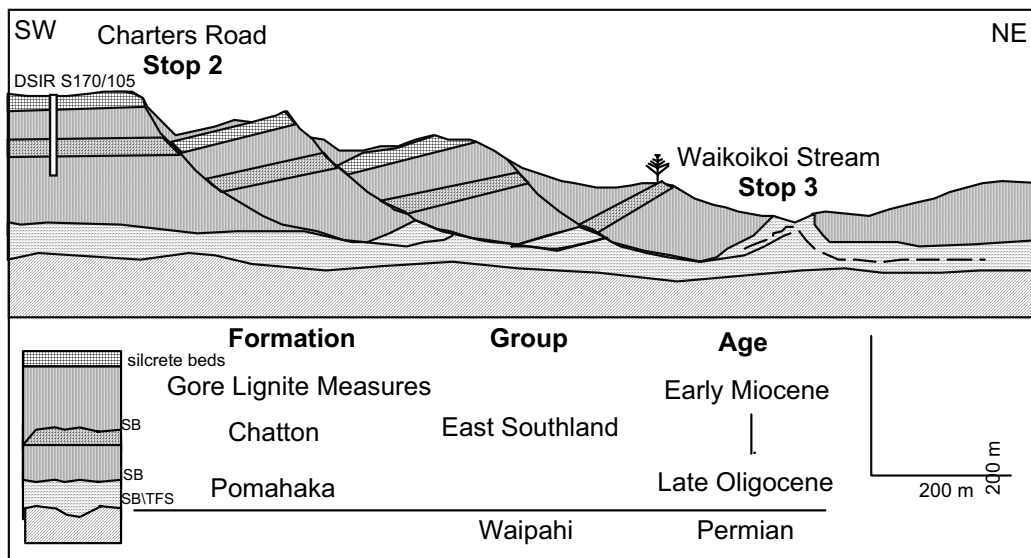 SW
NE
Charters Road
Stop 2
DSIR S170/105
Waikoikoi Stream
Stop 3
Formation Group Age
silcrete beds
Gore Lignite Measures Early Miocene
SB
Chatton East Southland
SB
Pomahaka Late Oligocene
SB\TFS
Waipahi Permian
200 m
200 m